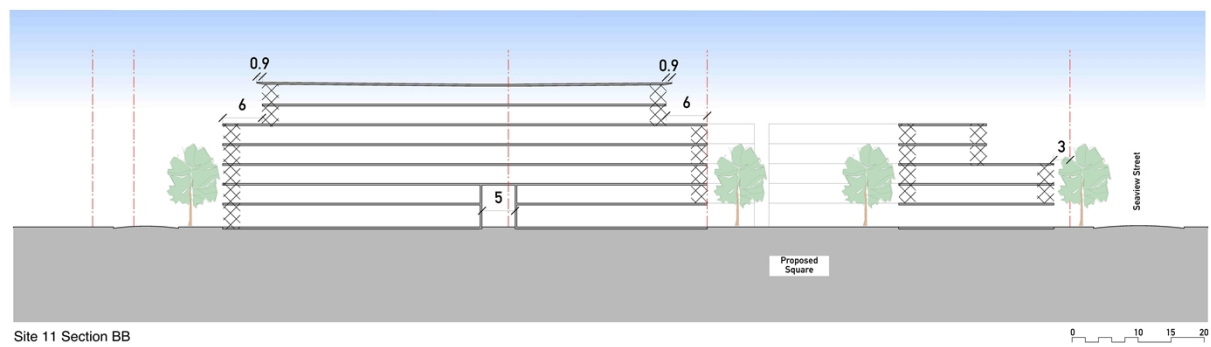 0.9
0.9
6
6
3
5
Seaview Street
Proposed
Square
Site 11 Section BB
0 10 15 20